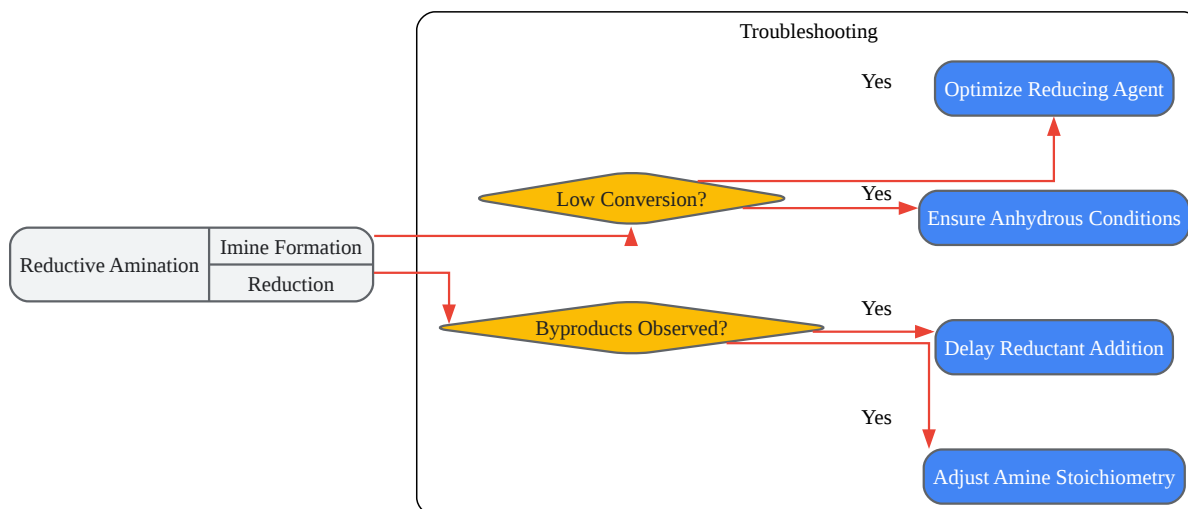 Troubleshooting
Yes
Optimize Reducing Agent
Low Conversion?
Yes
Ensure Anhydrous Conditions
Reductive Amination
Imine Formation
Reduction
Byproducts Observed?
Yes
Delay Reductant Addition
Yes
Adjust Amine Stoichiometry